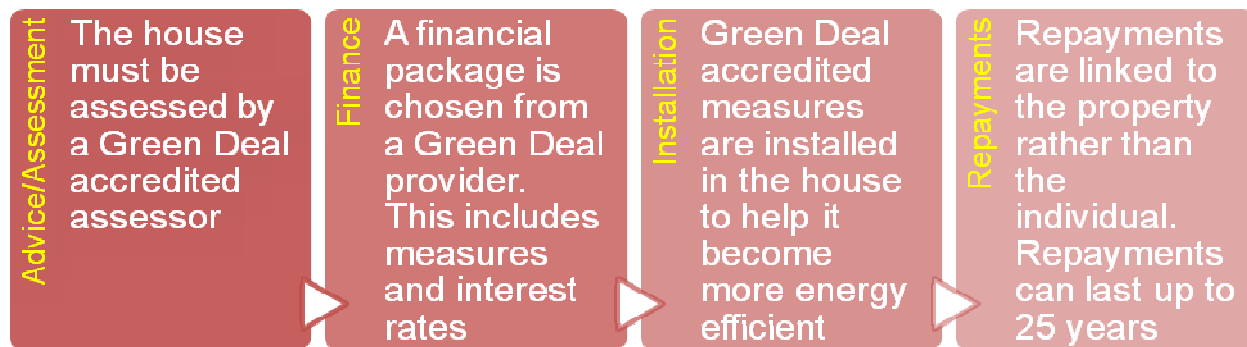 Advice/Assessment
The house
must be
assessed by
a Green Deal
accredited
assessor
Finance
A financial
package is
chosen from
a Green Deal
provider.
This includes
measures
and interest
rates
Installation
Green Deal
accredited
measures
are installed
in the house
to help it
become
more energy
efficient
Repayments
Repayments
are linked to
the property
rather than
the
individual.
Repayments
can last up to
25 years